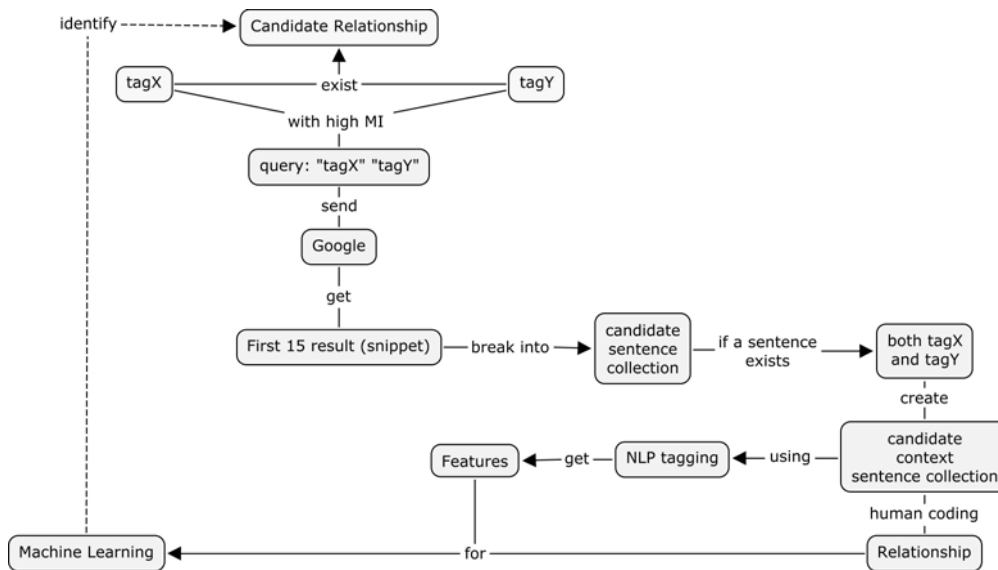 identify
Candidate Relationship
tagX
exist
tagY
with high MI
query: "tagX" "tagY"
send
Google
get
First 15 result (snippet)
break into
candidate
sentence
collection
if a sentence
exists
both tagX
and tagY
create
candidate
context
sentence collection
using
NLP tagging
get
Features
human coding
Machine Learning
for
Relationship